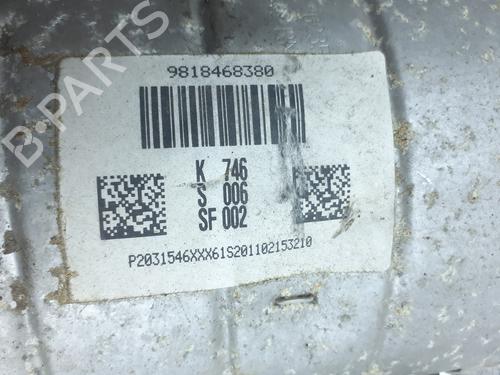 B-PARTS
9818468380
K 746
S 006
SF 002
P2031546XXX61S201102153210